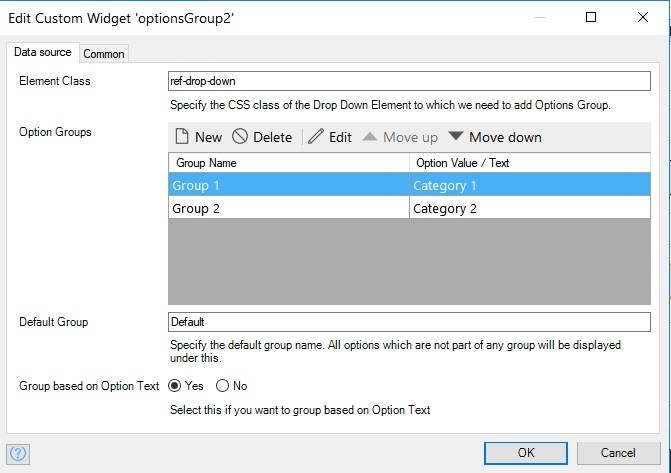 Edit Custom Widget 'optionsGroup2'
Data source Common
Element Class ref-drop-down
Specify the CSS class of the Drop Down Element to which we need to add Options Group.
Option Groups New Delete Edit Move up Move down
Group Name Option Value / Text
Group 1 Category 1
Group 2 Category 2
Default Group Default
Specify the default group name. All options which are not part of any group will be displayed
under this.
Group based on Option Text Yes No
Select this if you want to group based on Option Text
? OK Cancel